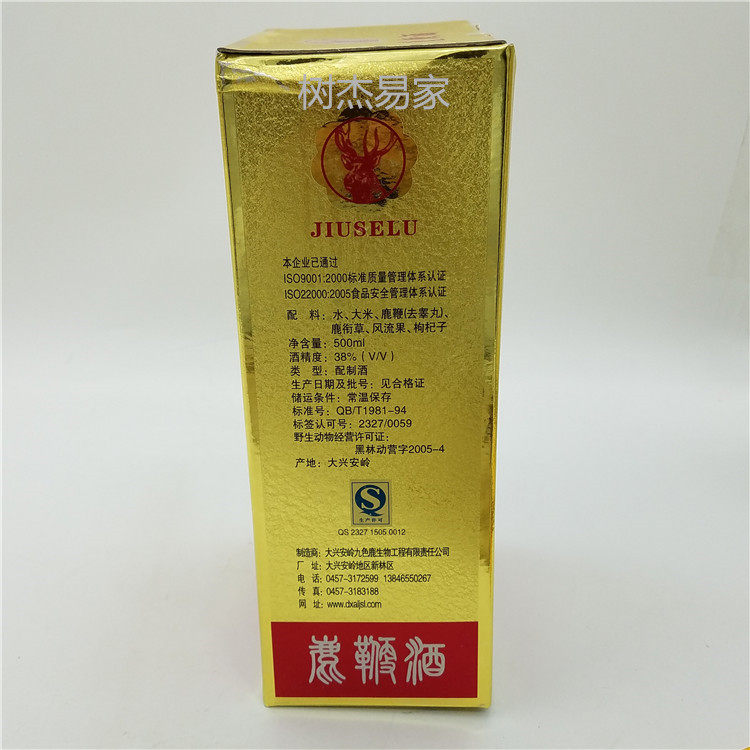 树杰易家
JIUSELU
本企业已通过
ISO9001:2000标准质量管理体系认证
ISO22000:2005食品安全管理体系认证
配 料: 水、大米、鹿鞭(去睾丸)、
鹿衔草、风流果、枸杞子
净含量: 500ml
酒精度: 38%(V/V)
类 型: 配制酒
生产日期及批号: 见合格证
储运条件: 常温保存
标准号: QB/T1981-94
标签认可号: 2327/0059
野生动物经营许可证:
黑林动营字2005-4
产地: 大兴安岭
S
生产许可
QS 2327 1505 0012
制造商: 大兴安岭九色鹿生物工程有限责任公司
厂 址: 大兴安岭地区新林区
电 话: 0457-3172599 13846550267
传 真: 0457-3183188
网 址: www.dxaljsl.com
鹿鞭酒